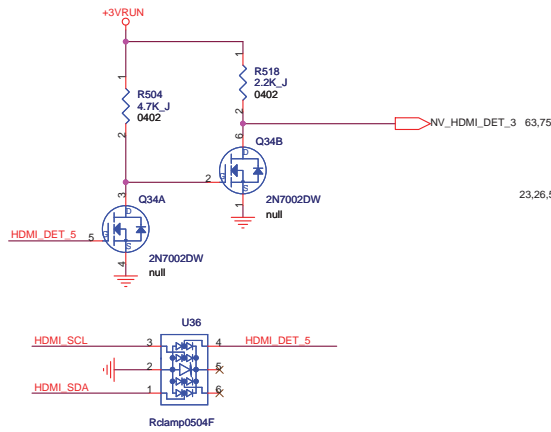 +3VRUN
1
1
R504
4.7K_J
0402
R518
2.2K_J
0402
2
2
NV_HDMI_DET_3 63,75
6
Q34B
D
G
S
2
2N7002DW
null
1
23,26,5
3
Q34A
D
G
S
HDMI_DET_5
5
2N7002DW
null
4
U36
HDMI_SCL 3 4 HDMI_DET_5
2 5
HDMI_SDA 1 6
Rclamp0504F